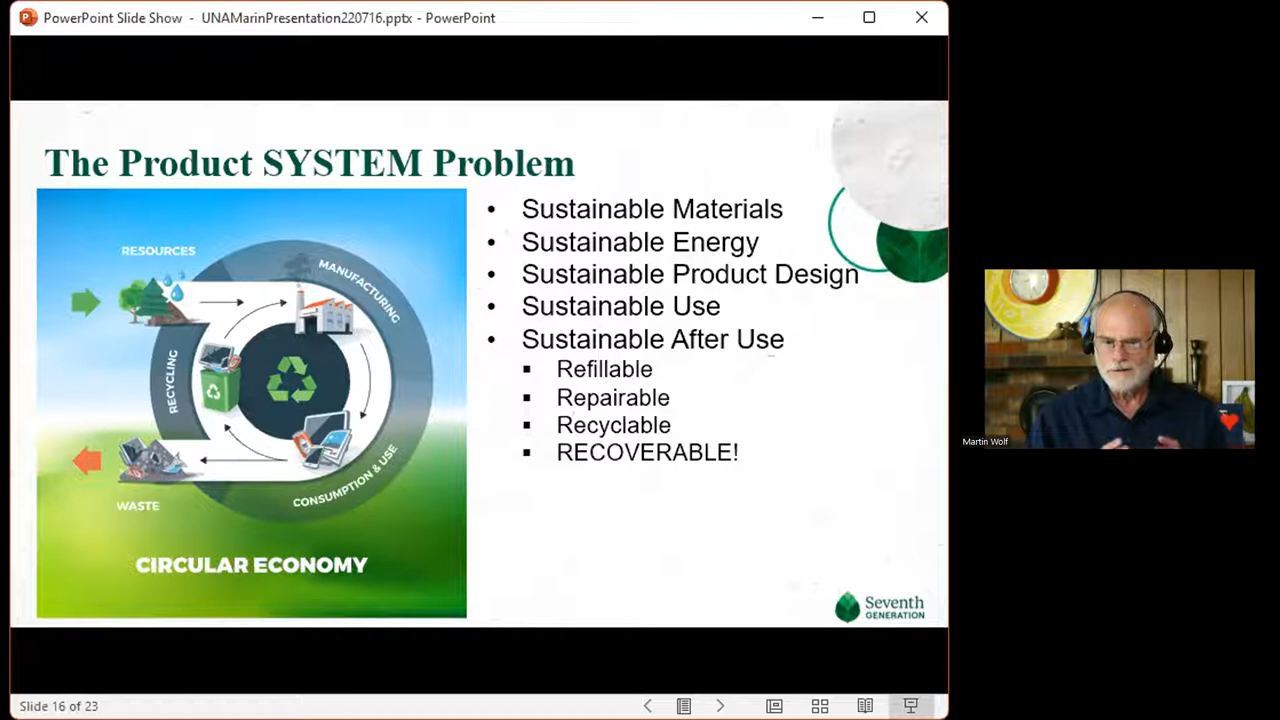 PowerPoint Slide Show - UNAMarinPresentation220716.pptx - PowerPoint
The Product SYSTEM Problem
RESOURCES
MANUFACTURING
RECYCLING
CONSUMPTION & USE
WASTE
CIRCULAR ECONOMY
• Sustainable Materials
• Sustainable Energy
• Sustainable Product Design
• Sustainable Use
• Sustainable After Use
▪ Refillable
▪ Repairable
▪ Recyclable
▪ RECOVERABLE!
Seventh
GENERATION
Martin Wolf
Slide 16 of 23